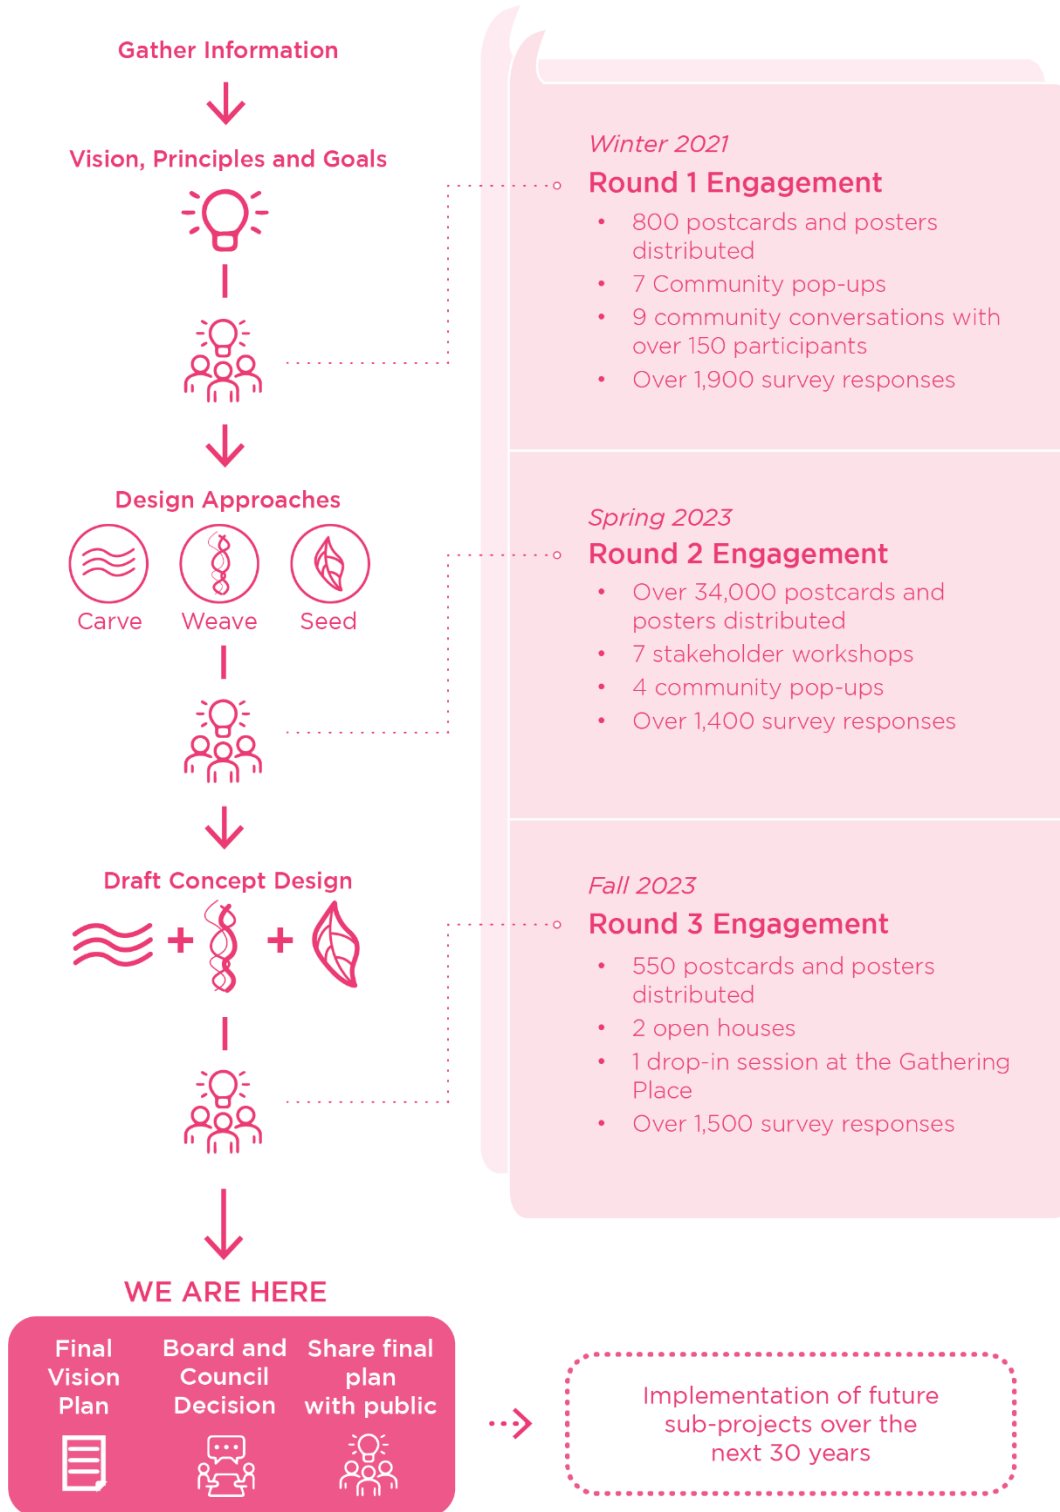 Gather Information
Vision, Principles and Goals
Winter 2021
Round 1 Engagement
• 800 postcards and posters
distributed
• 7 Community pop-ups
• 9 community conversations with
over 150 participants
• Over 1,900 survey responses
Design Approaches
Carve
Weave
Seed
Spring 2023
Round 2 Engagement
• Over 34,000 postcards and
posters distributed
• 7 stakeholder workshops
• 4 community pop-ups
• Over 1,400 survey responses
Draft Concept Design
+
+
Fall 2023
Round 3 Engagement
• 550 postcards and posters
distributed
• 2 open houses
• 1 drop-in session at the Gathering
Place
• Over 1,500 survey responses
WE ARE HERE
Final
Vision
Plan
Board and
Council
Decision
Share final
plan
with public
Implementation of future
sub-projects over the
next 30 years